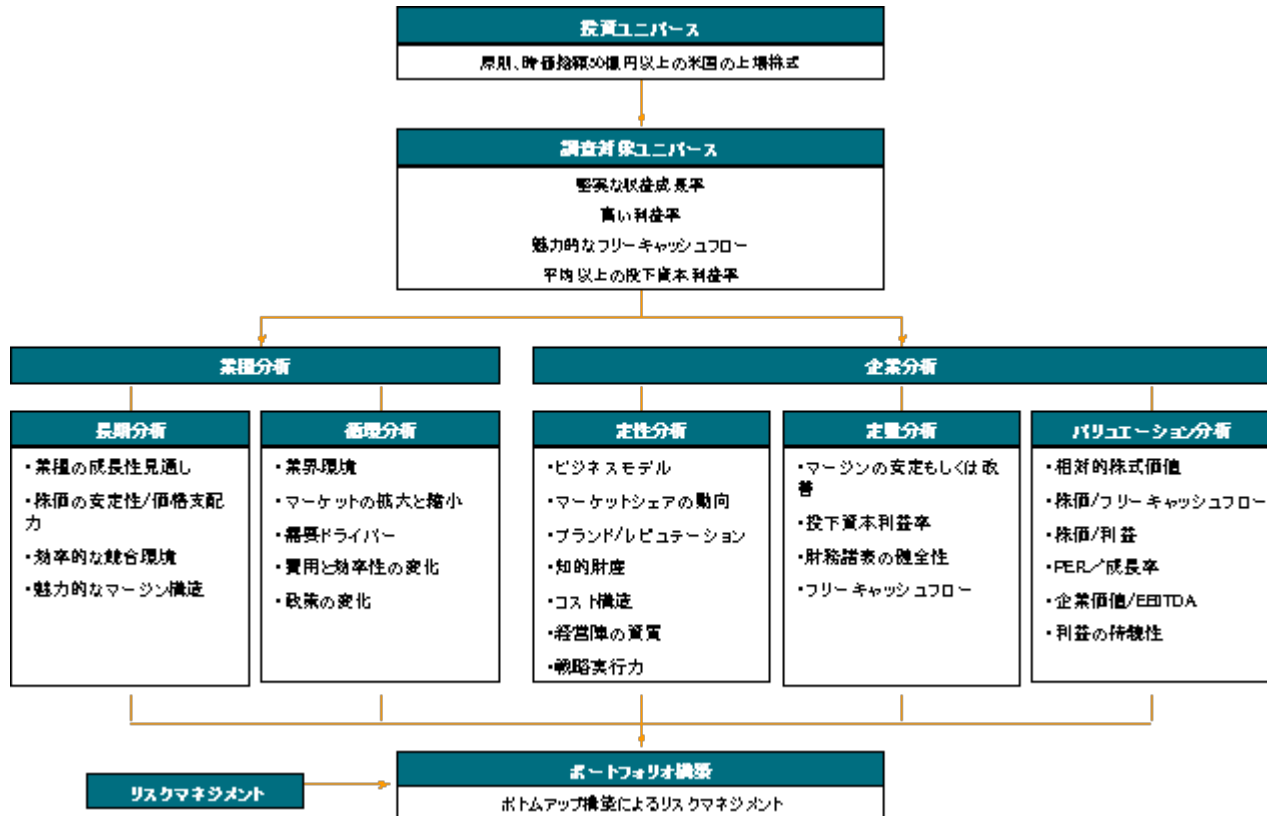 投資ユニバース
原則、時価総額50億円以上の米国の上場株式
調査対象ユニバース
堅実な収益成長率
高い利益率
魅力的なフリーキャッシュフロー
平均以上の投下資本利益率
業種分析
企業分析
長期分析
・業種の成長性見通し
・株価の安定性/価格支配
力
・効率的な競合環境
・魅力的なマージン構造
循環分析
・業界環境
・マーケットの拡大と縮小
・需要ドライバー
・費用と効率性の変化
・政策の変化
定性分析
・ビジネスモデル
・マーケットシェアの動向
・ブランド/レピュテーション
・知的財産
・コスト構造
・経営陣の資質
・戦略実行力
定量分析
・マージンの安定もしくは改
善
・投下資本利益率
・財務諸表の健全性
・フリーキャッシュフロー
バリュエーション分析
・相対的株式価値
・株価/フリーキャッシュフロー
・株価/利益
・PER／成長率
・企業価値/EBITDA
・利益の持続性
リスクマネジメント
ポートフォリオ構築
ボトムアップ構築によるリスクマネジメント